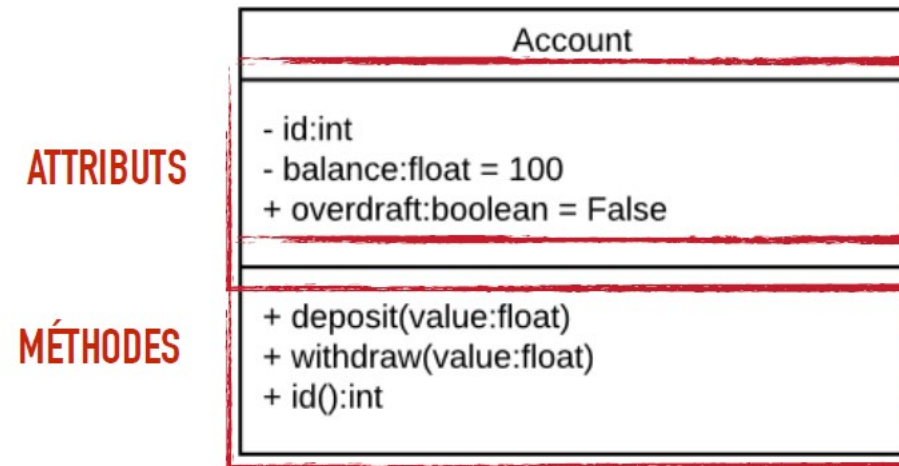 Account
ATTRIBUTS
- id:int
- balance:float = 100
+ overdraft:boolean = False
MÉTHODES
+ deposit(value:float)
+ withdraw(value:float)
+ id():int